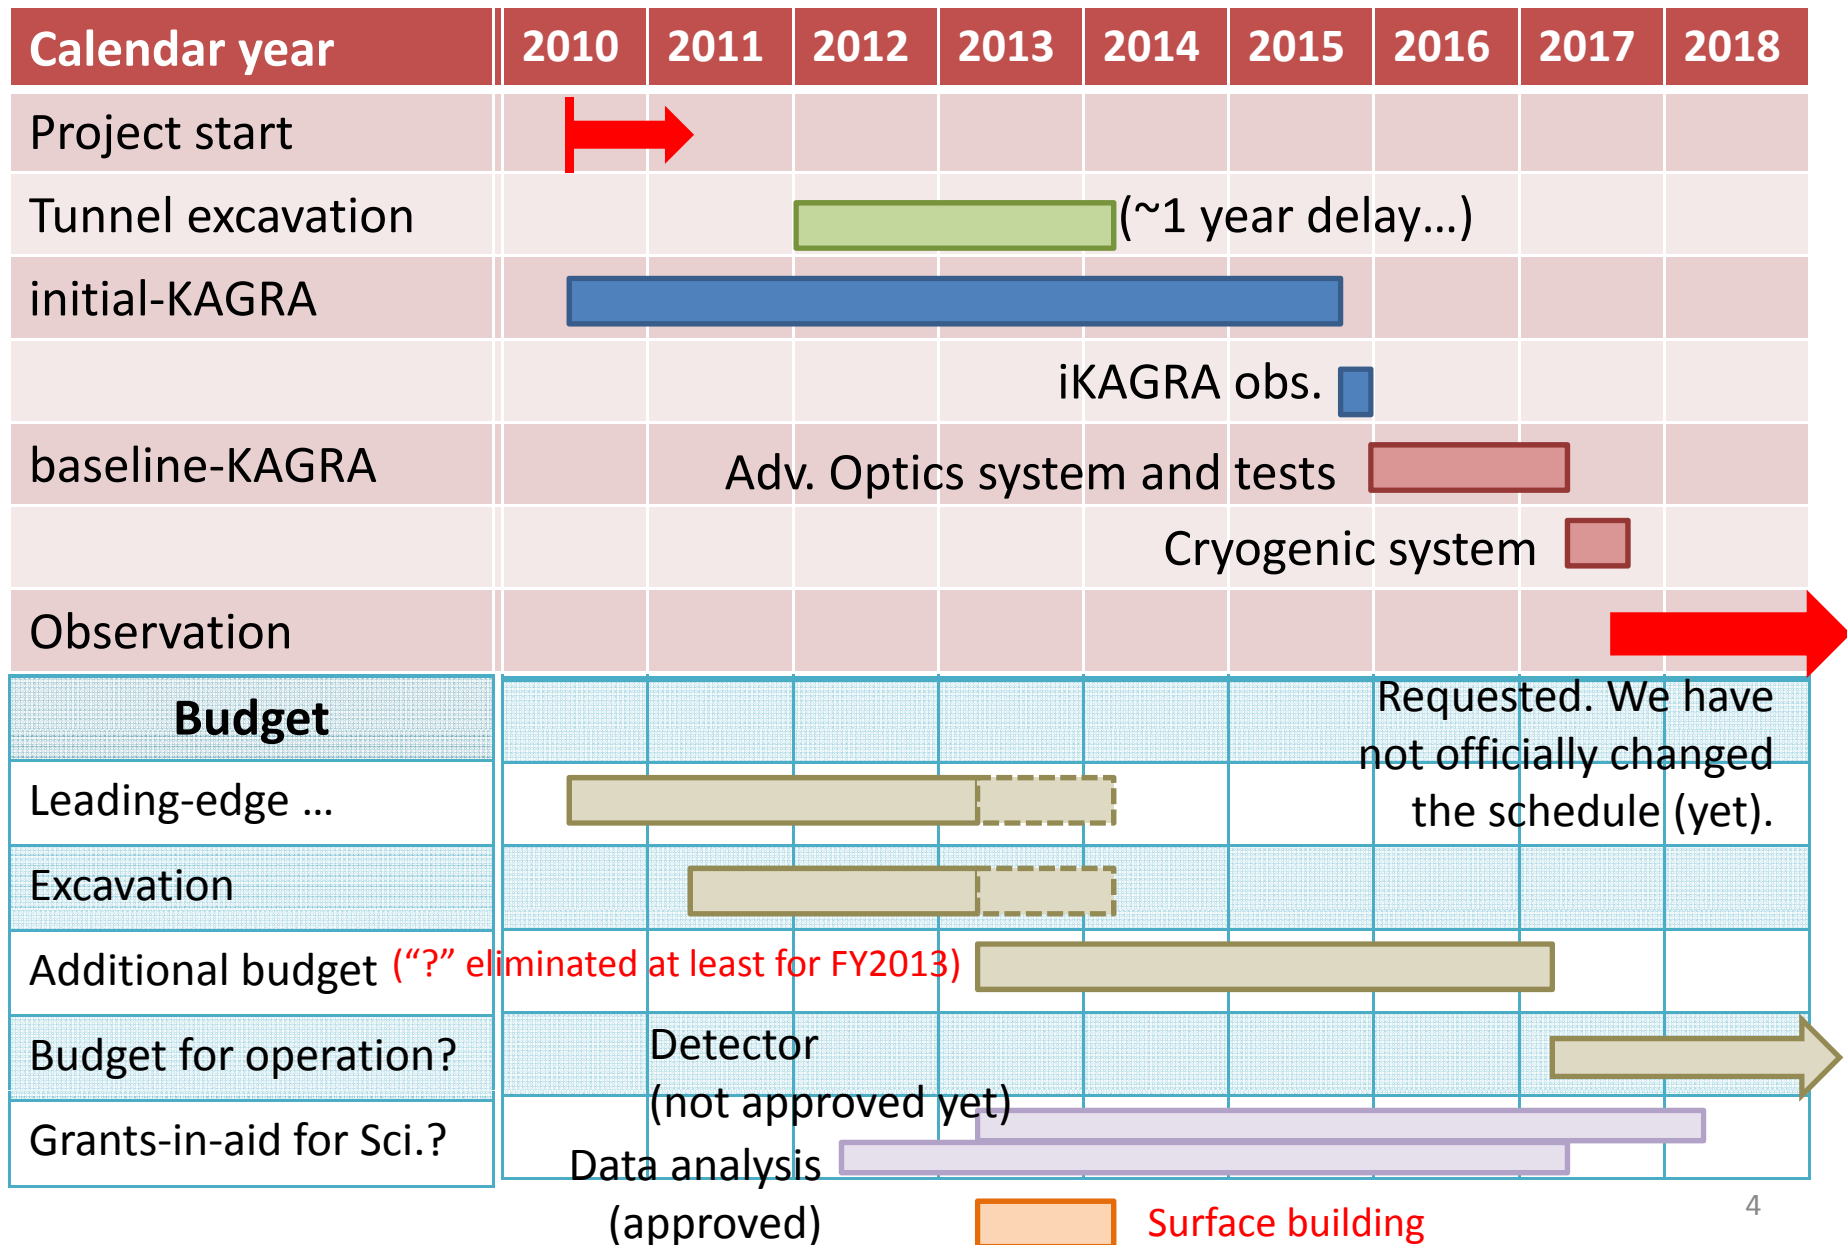 Calendar year 2010 2011 2012 2013 2014 2015 2016 2017 2018
Project start
Tunnel excavation (~1 year delay…)
initial-KAGRA
iKAGRA obs.
baseline-KAGRA Adv. Optics system and tests
Cryogenic system
Observation
Budget
Requested. We have
not officially changed
the schedule (yet).
Leading-edge …
Excavation
Additional budget (“?” eliminated at least for FY2013)
Budget for operation?
Detector
(not approved yet)
Grants-in-aid for Sci.?
Data analysis
(approved)
Surface building
4